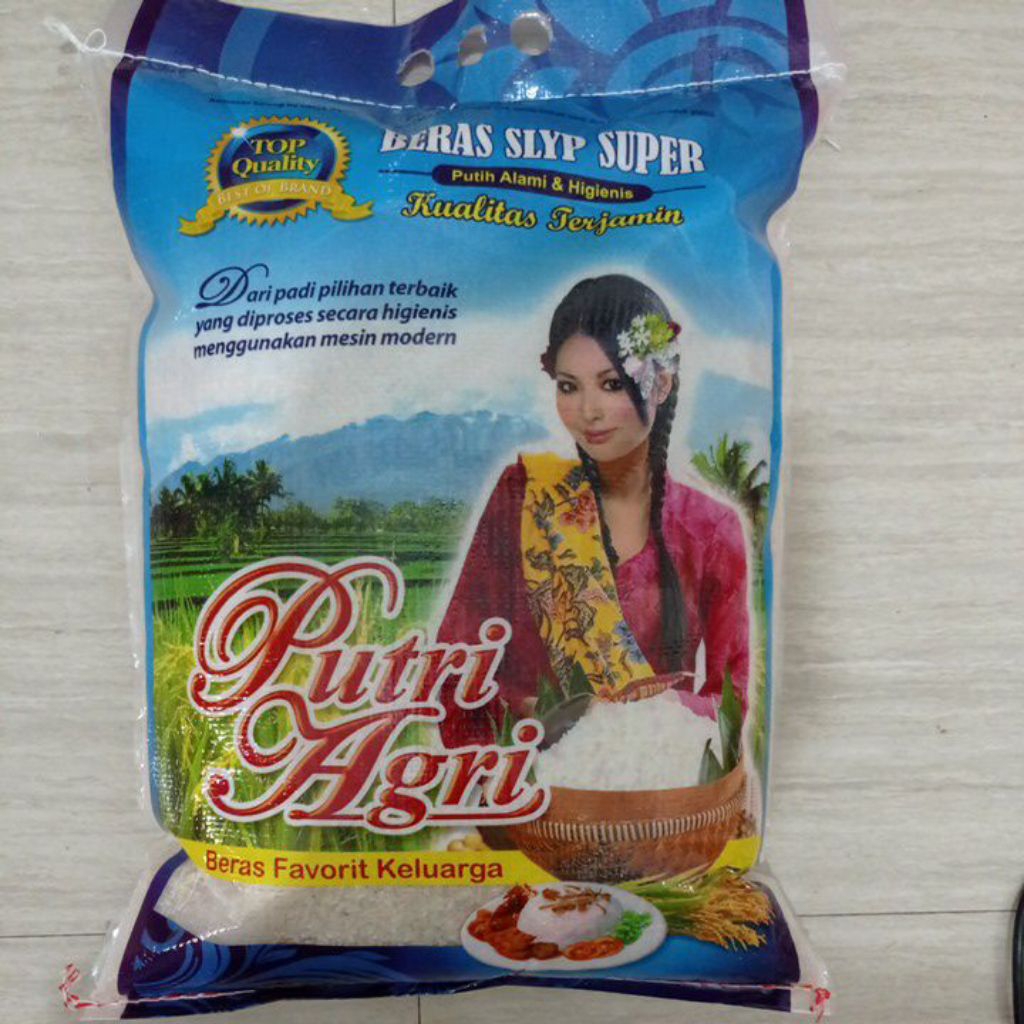 TOP
Quality
BEST OF BRAND
BERAS SLYP SUPER
Putih Alami & Higienis
Kualitas Terjamin
Dari padi pilihan terbaik
yang diproses secara higienis
menggunakan mesin modern
Putri
Agri
Beras Favorit Keluarga